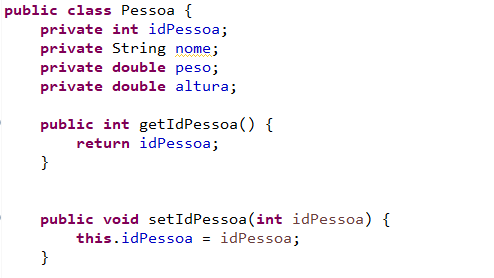 public class Pessoa {
    private int idPessoa;
    private String nome;
    private double peso;
    private double altura;
    public int getIdPessoa() {
        return idPessoa;
    }
    public void setIdPessoa(int idPessoa) {
        this.idPessoa = idPessoa;
    }